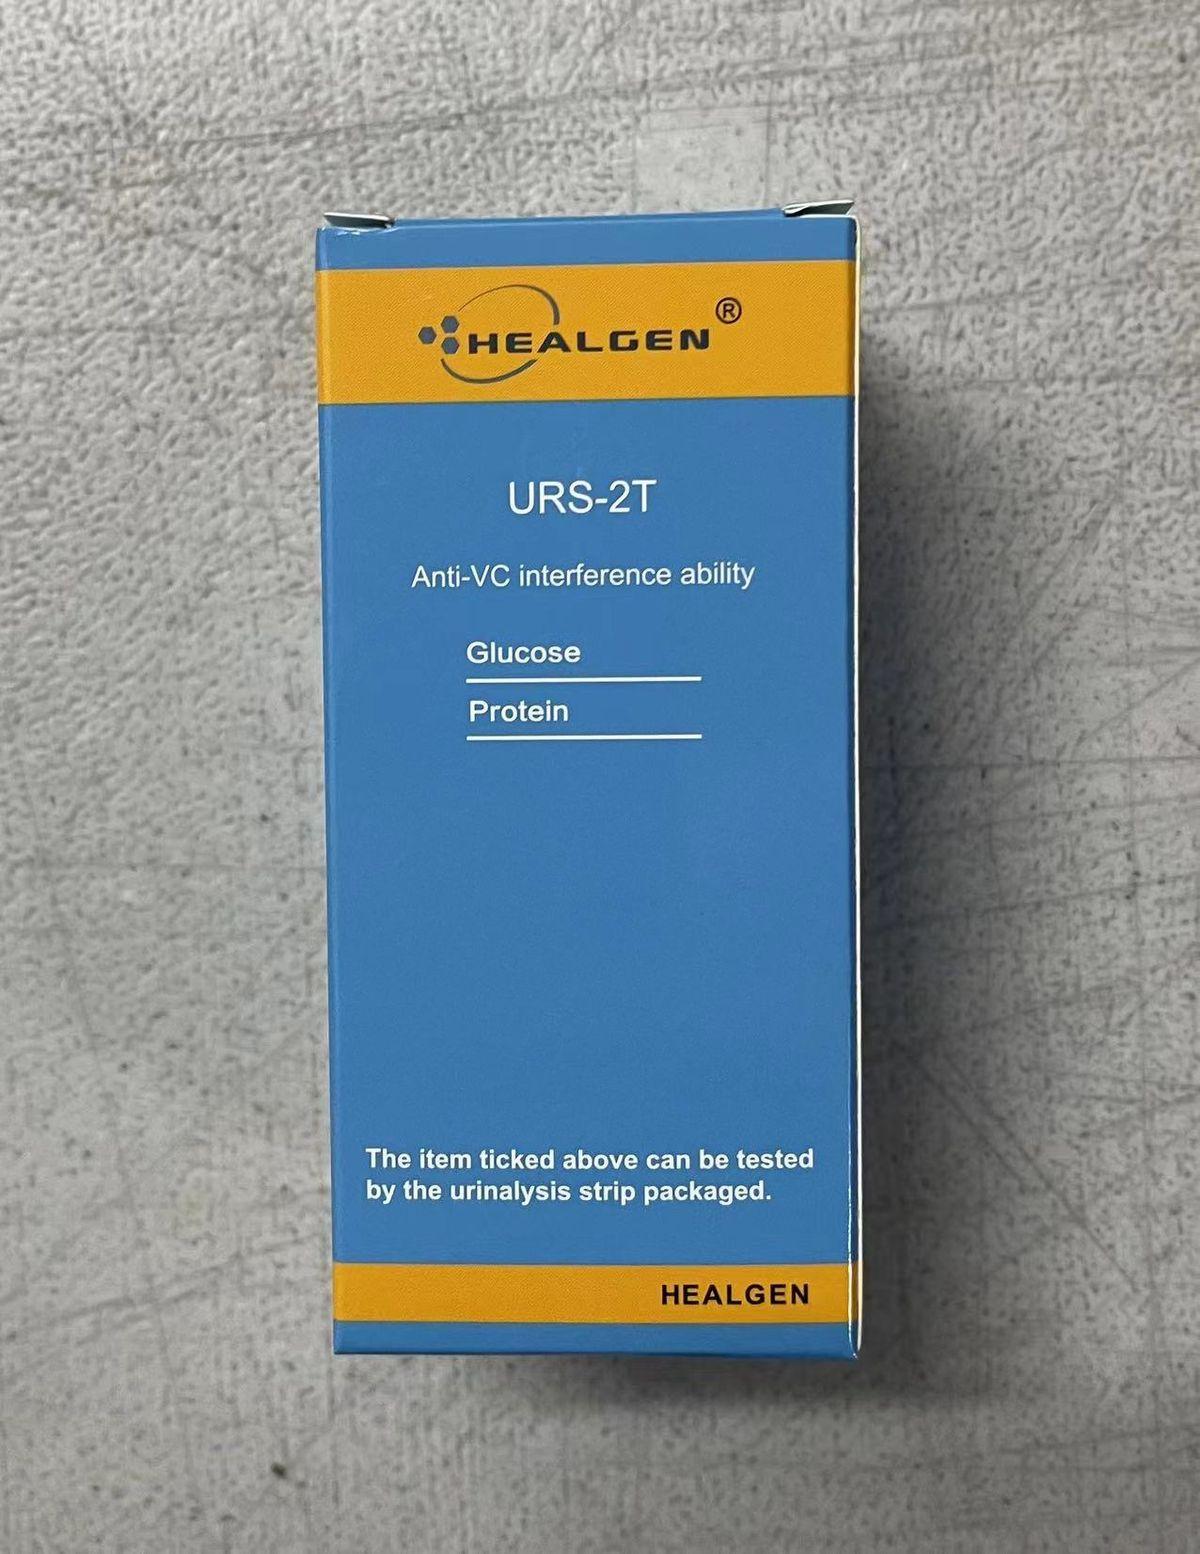 HEALGEN®
URS-2T
Anti-VC interference ability
Glucose
Protein
The item ticked above can be tested
by the urinalysis strip packaged.
HEALGEN